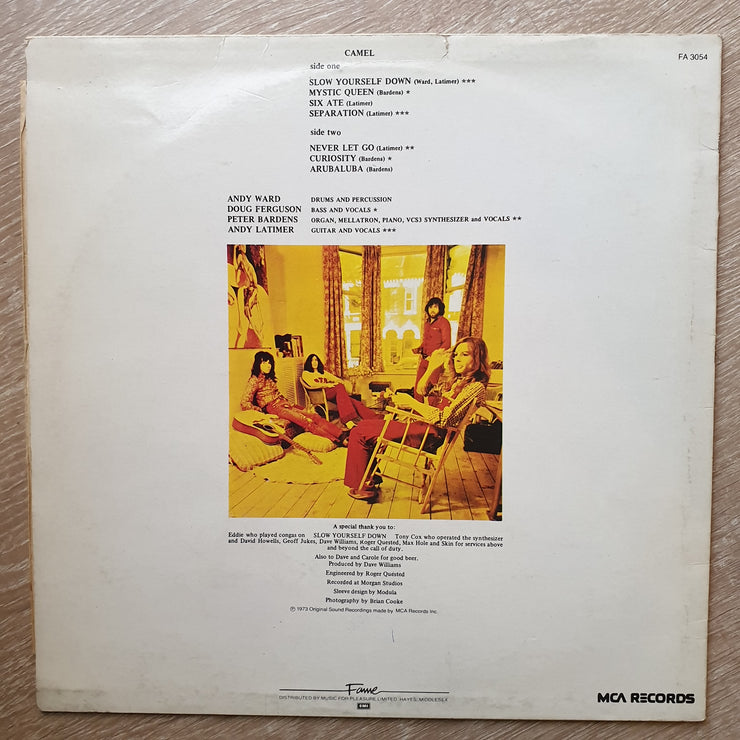 CAMEL
FA 3054
side one
SLOW YOURSELF DOWN (Ward, Latimer) ★★★
MYSTIC QUEEN (Bardens) ★
SIX ATE (Latimer)
SEPARATION (Latimer) ★★★
side two
NEVER LET GO (Latimer) ★★
CURIOSITY (Bardens) ★
ARUBALUBA (Bardens)
ANDY WARD DRUMS AND PERCUSSION
DOUG FERGUSON BASS AND VOCALS ★
PETER BARDENS ORGAN, MELLATRON, PIANO, VCS3 SYNTHESIZER and VOCALS ★★
ANDY LATIMER GUITAR AND VOCALS ★★★
A special thank you to:
Eddie who played congas on SLOW YOURSELF DOWN Tony Cox who operated the synthesizer
and David Howells, Geoff Jukes, Dave Williams, Roger Quested, Max Hole and Skin for services above
and beyond the call of duty.
Also to Dave and Carole for good beer.
Produced by Dave Williams
Engineered by Roger Quested
Recorded at Morgan Studios
Sleeve design by Modula
Photography by Brian Cooke
℗ 1973 Original Sound Recordings made by MCA Records Inc.
Fame
DISTRIBUTED BY MUSIC FOR PLEASURE LIMITED, HAYES, MIDDLESEX
EMI
MCA RECORDS